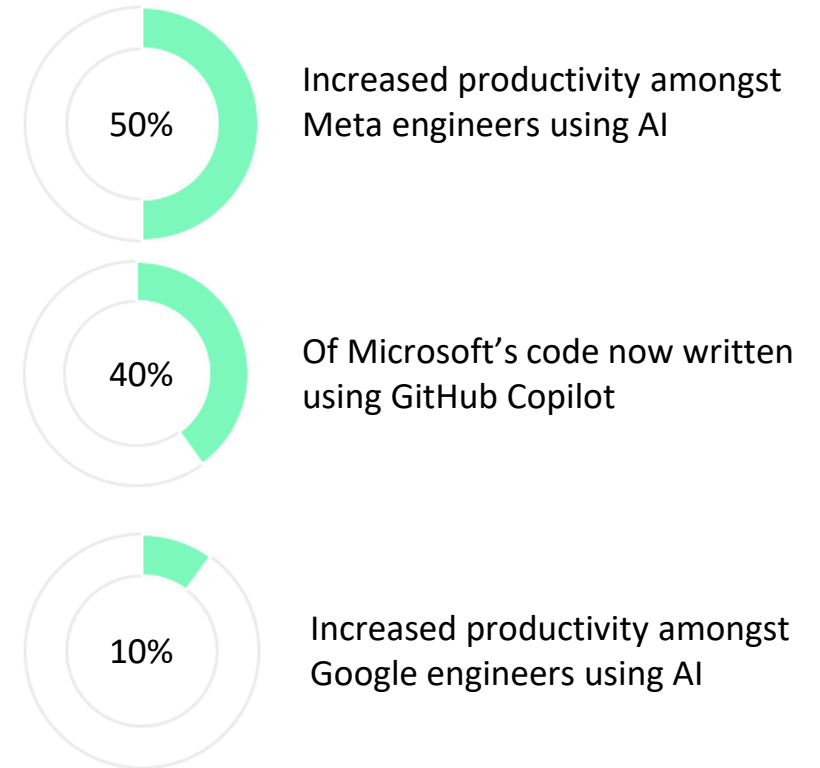 50%
Increased productivity amongst
Meta engineers using AI
40%
Of Microsoft’s code now written
using GitHub Copilot
10%
Increased productivity amongst
Google engineers using AI